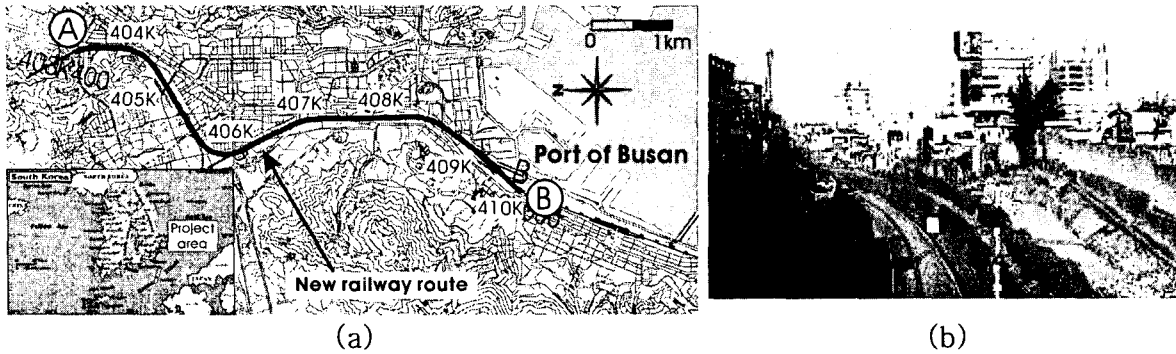 A
404K
405K
406K
407K
408K
409K
410K
B
B
0 1km
N
Port of Busan
South Korea
Project
area
New railway route
(a)
(b)